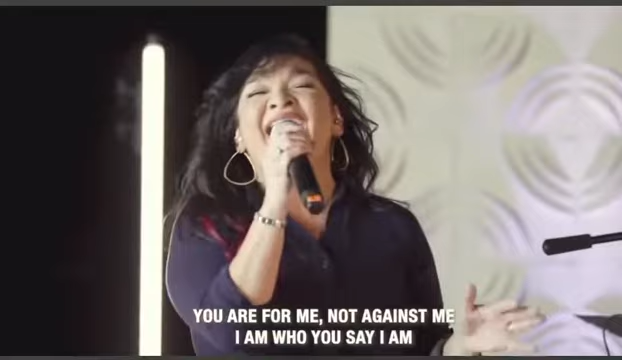 YOU ARE FOR ME, NOT AGAINST ME
I AM WHO YOU SAY I AM